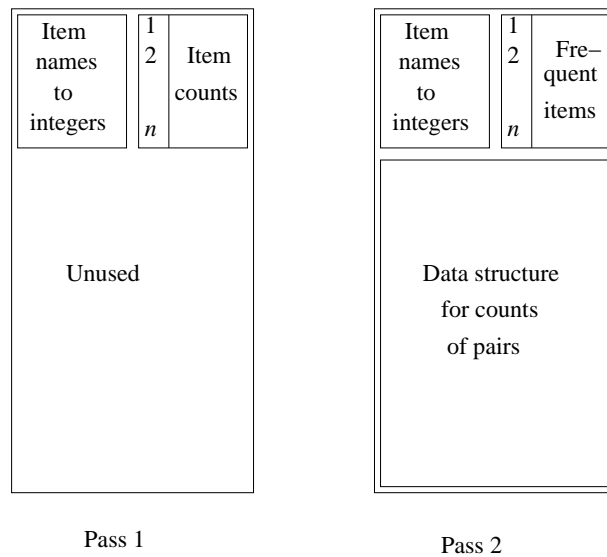 Item
names
to
integers
1
2
n
Item
counts
Unused
Pass 1
Item
names
to
integers
1
2
n
Fre–
quent
items
Data structure
for counts
of pairs
Pass 2